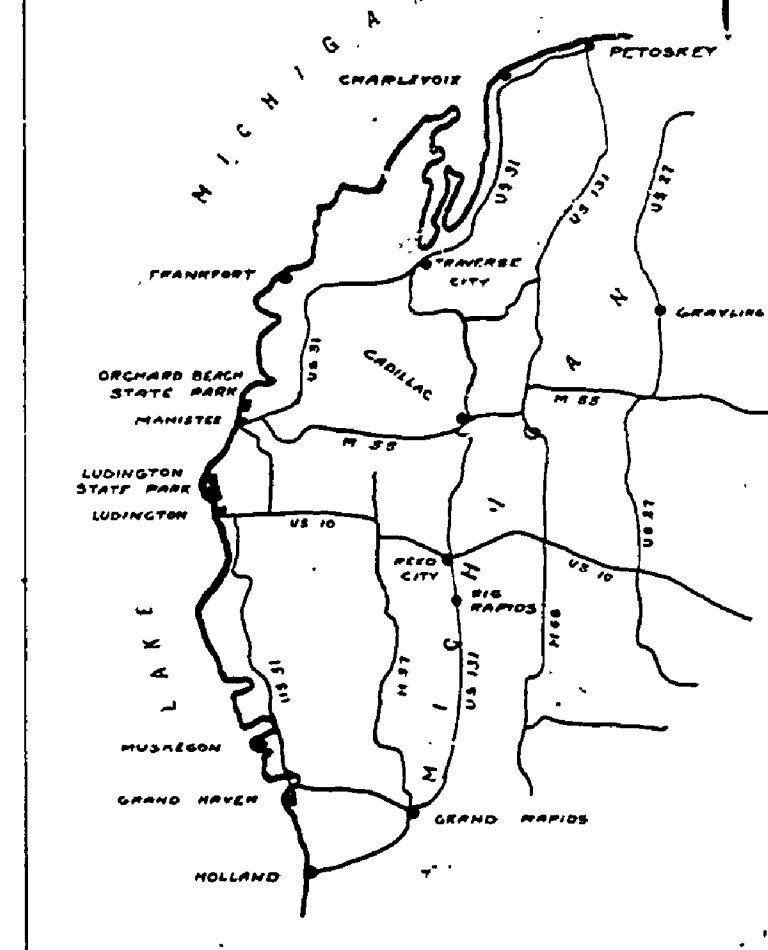 LAKE MICHIGAN
PETOSKEY
CHARLEVOIX
US 31
US 131
US 27
TRAVERSE
CITY
FRANKFORT
GRAYLING
US 31
CADILLAC
ORCHARD BEACH
STATE PARK
MANISTEE
M 55
M 55
LUDINGTON
STATE PARK
LUDINGTON
US 10
US 27
REED
CITY
US 10
BIG
RAPIDS
M 66
US 31
M 37
US 131
MICHIGAN
MUSKEGON
GRAND HAVEN
GRAND RAPIDS
HOLLAND